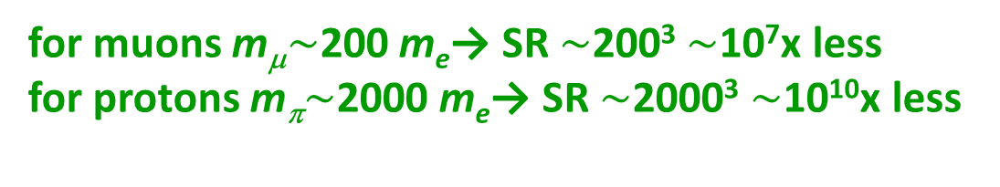 for muons mμ~200 me→ SR ~200³ ~10⁷x less
for protons mπ~2000 me→ SR ~2000³ ~10¹⁰x less